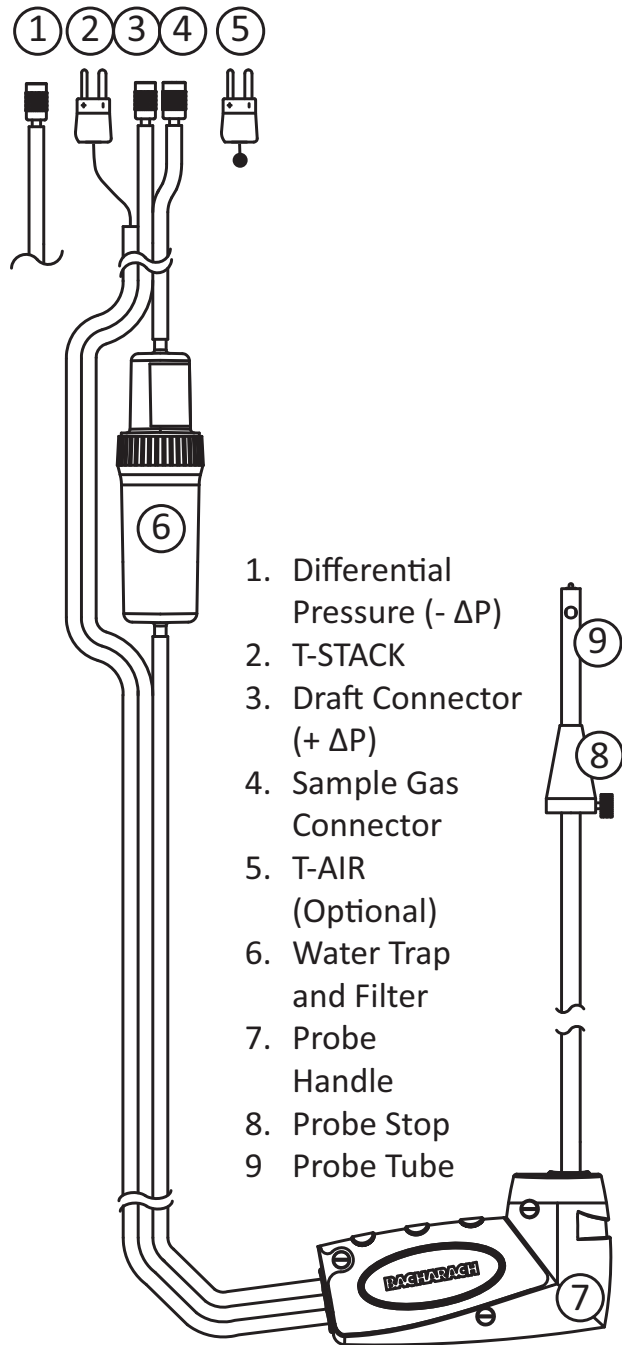 1 2 3 4 5
6
1. Differential
Pressure (- ΔP)
2. T-STACK
3. Draft Connector
(+ ΔP)
4. Sample Gas
Connector
5. T-AIR
(Optional)
6. Water Trap
and Filter
7. Probe
Handle
8. Probe Stop
9 Probe Tube
9
8
BACHARACH
7